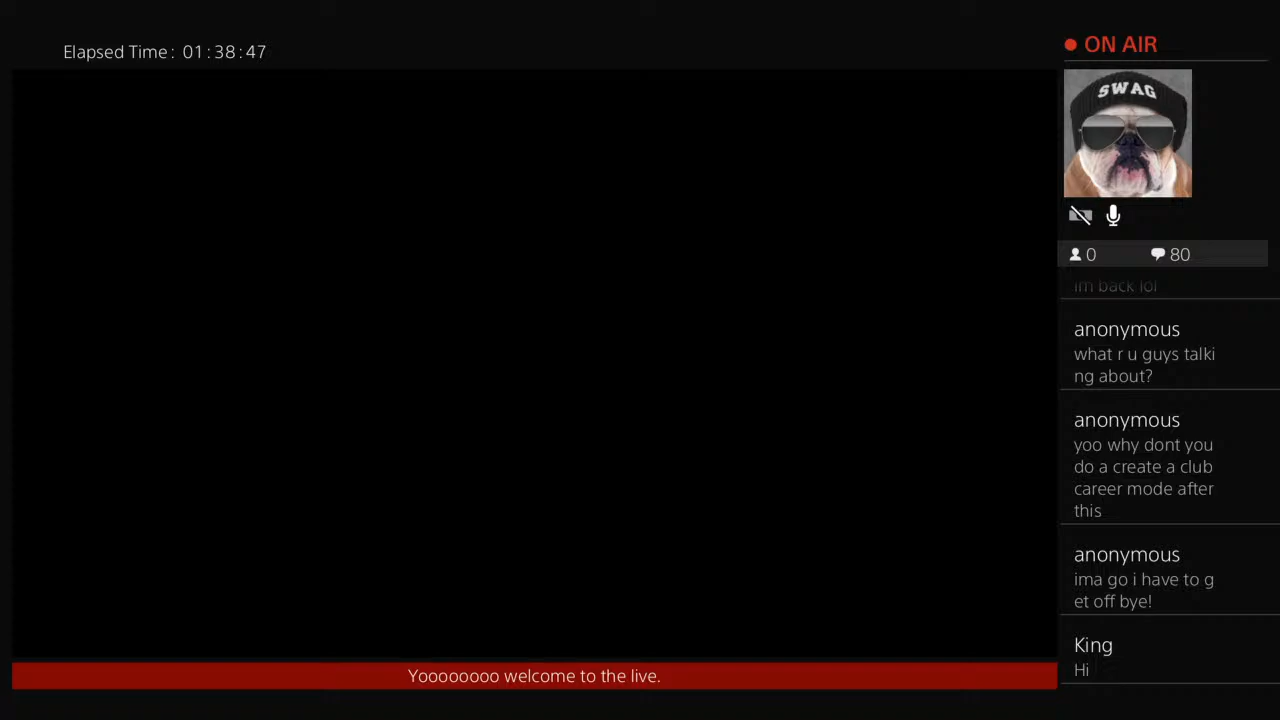 Elapsed Time: 01:38:47
ON AIR
SWAG
0 80
im back lol
anonymous
what r u guys talki
ng about?
anonymous
yoo why dont you
do a create a club
career mode after
this
anonymous
ima go i have to g
et off bye!
King
Hi
Yoooooooo welcome to the live.